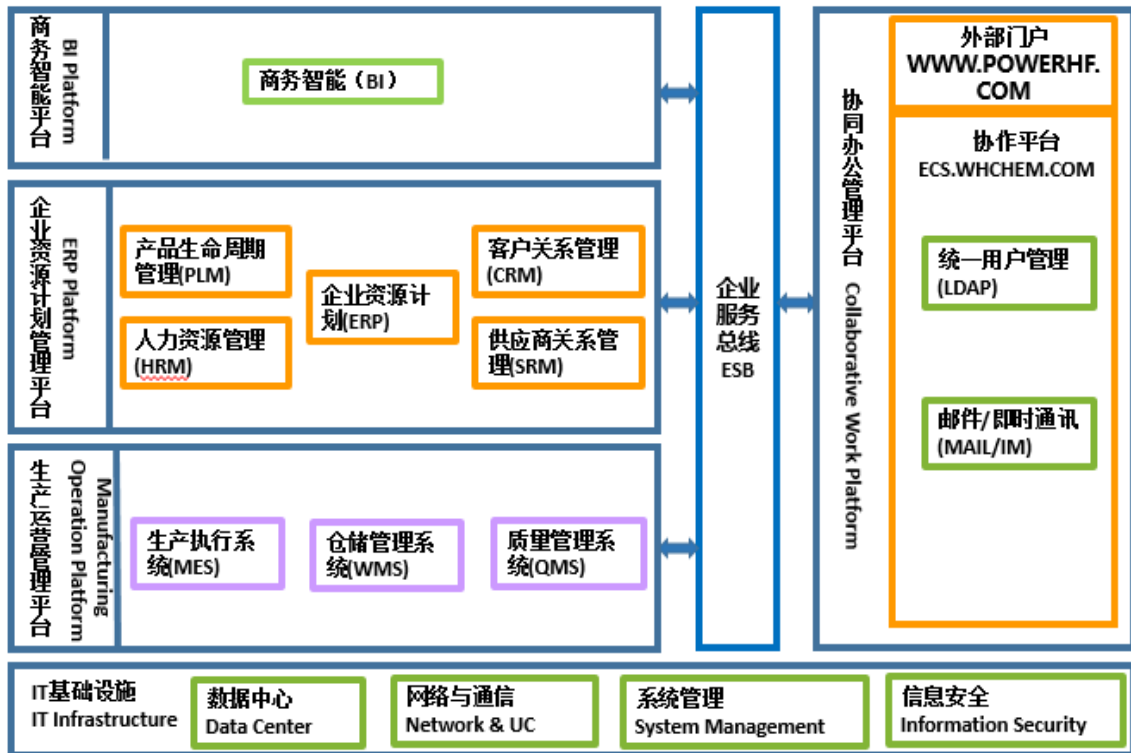 商务智能平台
BI Platform
商务智能（BI）
企业资源计划管理平台
ERP Platform
产品生命周期
管理(PLM)
人力资源管理
(HRM)
企业资源计
划(ERP)
客户关系管理
(CRM)
供应商关系管
理(SRM)
生产运营管理平台
Manufacturing
Operation Platform
生产执行系
统(MES)
仓储管理系
统(WMS)
质量管理系
统(QMS)
企业
服务
总线
ESB
协同办公管理平台 Collaborative Work Platform
外部门户
WWW.POWERHF.
COM
协作平台
ECS.WHCHEM.COM
统一用户管理
(LDAP)
邮件/即时通讯
(MAIL/IM)
IT基础设施
IT Infrastructure
数据中心
Data Center
网络与通信
Network & UC
系统管理
System Management
信息安全
Information Security